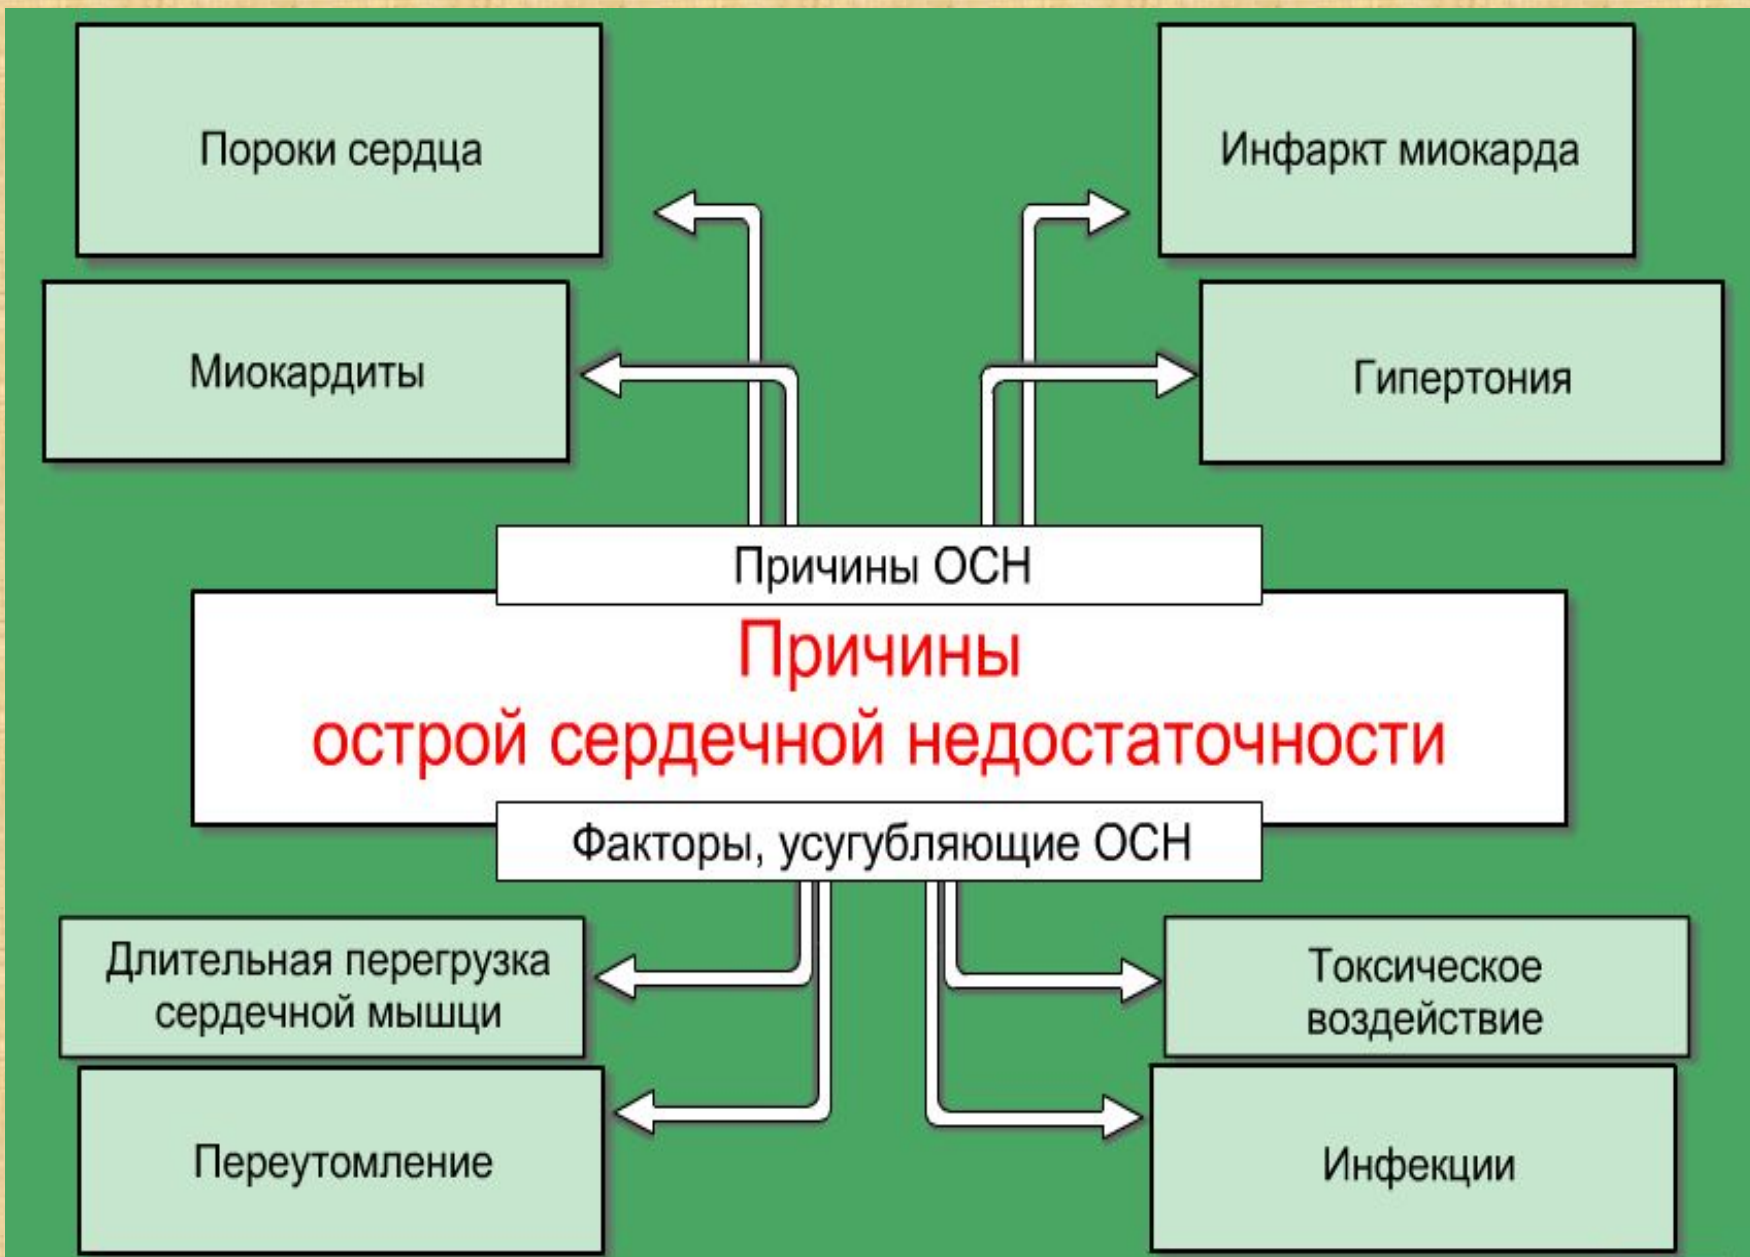 Пороки сердца
Инфаркт миокарда
Миокардиты
Гипертония
Причины ОСН
Причины
острой сердечной недостаточности
Факторы, усугубляющие ОСН
Длительная перегрузка
сердечной мышци
Токсическое
воздействие
Переутомление
Инфекции